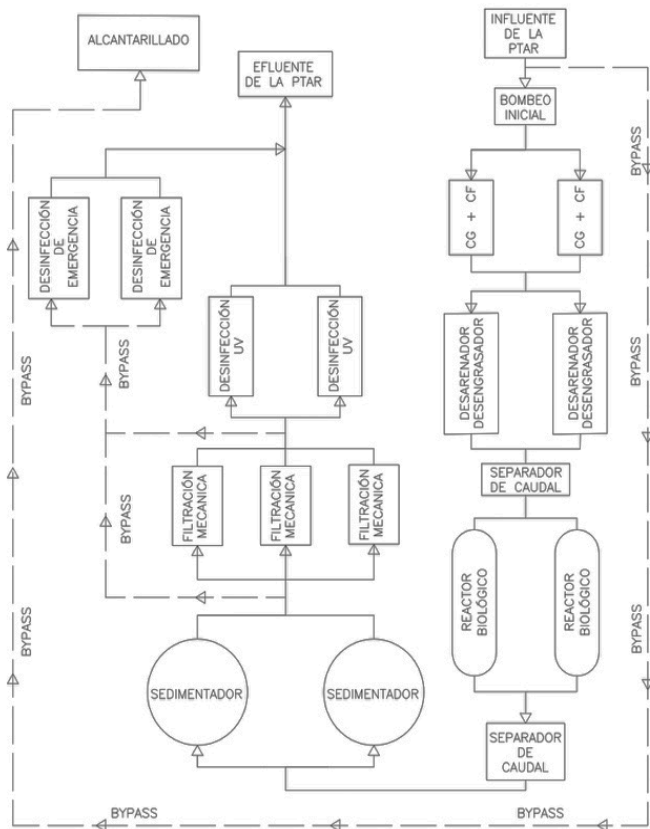 ALCANTARILLADO
EFLUENTE
DE LA PTAR
INFLUENTE
DE LA
PTAR
BOMBEO
INICIAL
BYPASS
CG + CF
CG + CF
DESINFECCIÓN
DE
EMERGENCIA
DESINFECCIÓN
DE
EMERGENCIA
DESINFECCIÓN
UV
DESINFECCIÓN
UV
DESARENADOR
DESENGRASADOR
DESARENADOR
DESENGRASADOR
BYPASS
BYPASS
BYPASS
SEPARADOR
DE CAUDAL
FILTRACIÓN
MECANICA
FILTRACIÓN
MECANICA
FILTRACIÓN
MECANICA
BYPASS
REACTOR
BIOLÓGICO
REACTOR
BIOLÓGICO
BYPASS
BYPASS
SEDIMENTADOR
SEDIMENTADOR
SEPARADOR
DE
CAUDAL
BYPASS
BYPASS